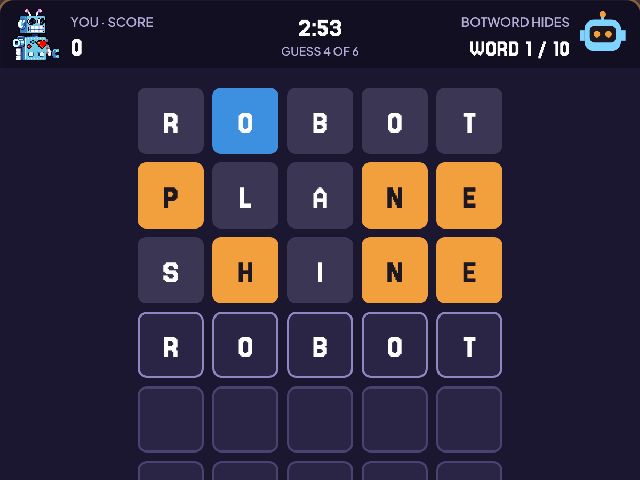 YOU · SCORE
0
2:53
GUESS 4 OF 6
BOTWORD HIDES
WORD 1 / 10
R O B O T
P L A N E
S H I N E
R O B O T